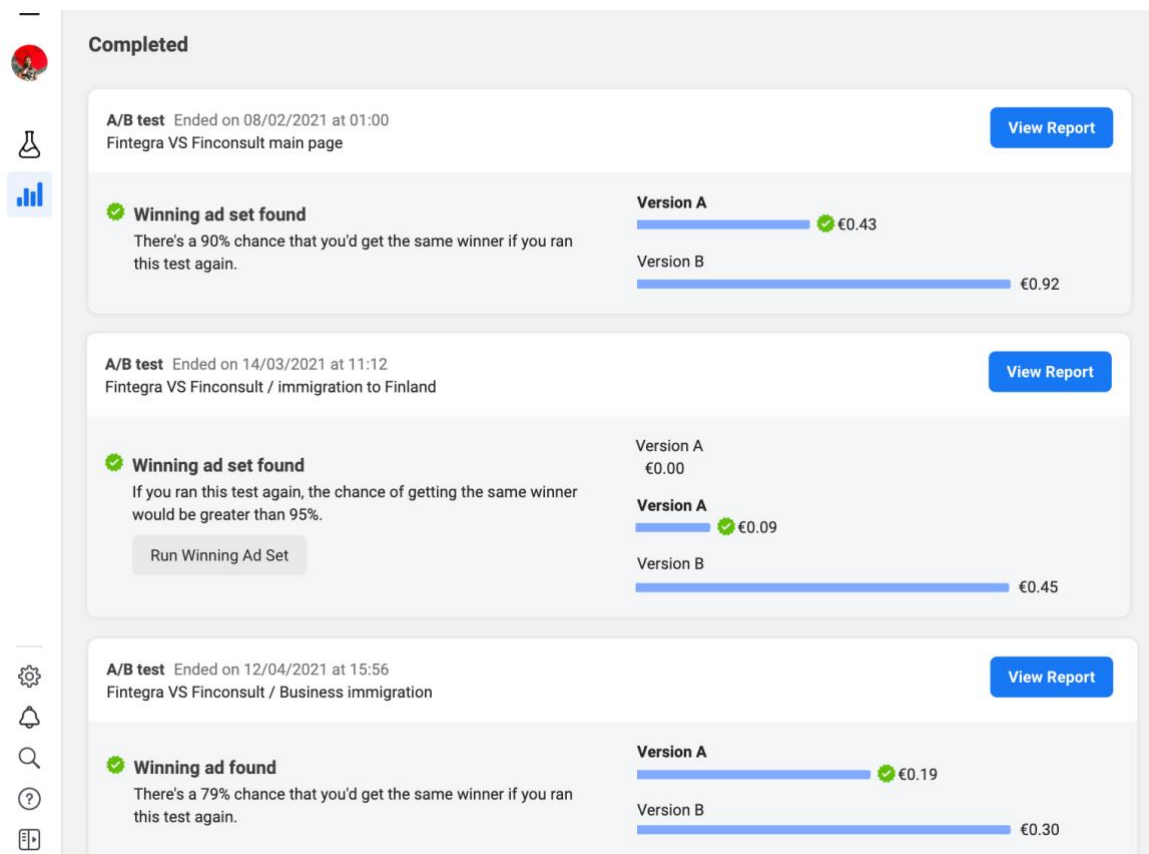 Completed
A/B test Ended on 08/02/2021 at 01:00
Fintegra VS Finconsult main page
View Report
Winning ad set found
There's a 90% chance that you'd get the same winner if you ran
this test again.
Version A
€0.43
Version B
€0.92
A/B test Ended on 14/03/2021 at 11:12
Fintegra VS Finconsult / immigration to Finland
View Report
Winning ad set found
If you ran this test again, the chance of getting the same winner
would be greater than 95%.
Run Winning Ad Set
Version A
€0.00
Version A
€0.09
Version B
€0.45
A/B test Ended on 12/04/2021 at 15:56
Fintegra VS Finconsult / Business immigration
View Report
Winning ad found
There's a 79% chance that you'd get the same winner if you ran
this test again.
Version A
€0.19
Version B
€0.30